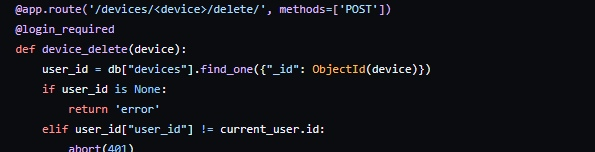 @app.route('/devices/<device>/delete/', methods=['POST'])
@login_required
def device_delete(device):
    user_id = db["devices"].find_one({"_id": ObjectId(device)})
    if user_id is None:
        return 'error'
    elif user_id["user_id"] != current_user.id:
        abort(401)